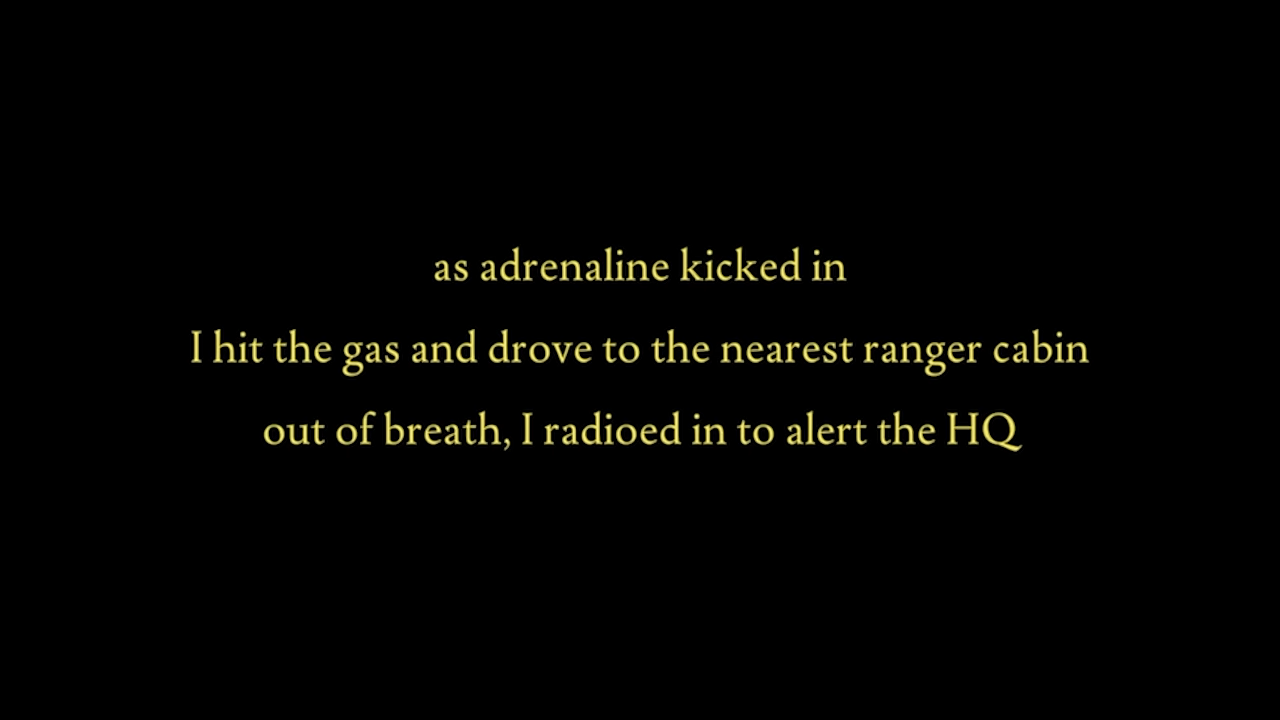 as adrenaline kicked in
I hit the gas and drove to the nearest ranger cabin
out of breath, I radioed in to alert the HQ